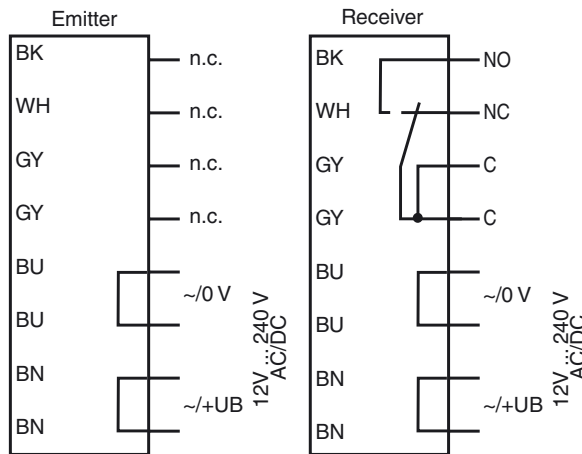 Emitter
BK n.c.
WH n.c.
GY n.c.
GY n.c.
BU
~/0 V
BU
BN
~/+UB
BN
12V ... 240 V
AC/DC
Receiver
BK NO
WH NC
GY C
GY C
BU
~/0 V
BU
BN
~/+UB
BN
12V ... 240 V
AC/DC